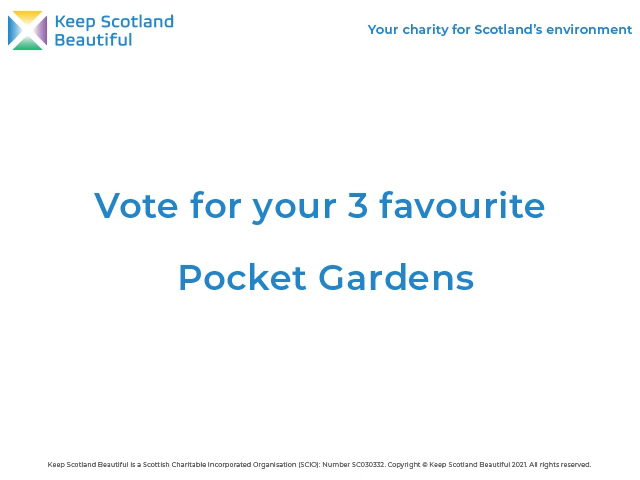 Keep Scotland
Beautiful
Your charity for Scotland's environment
Vote for your 3 favourite
Pocket Gardens
Keep Scotland Beautiful is a Scottish Charitable Incorporated Organisation (SCIO): Number SC030332. Copyright © Keep Scotland Beautiful 2021. All rights reserved.